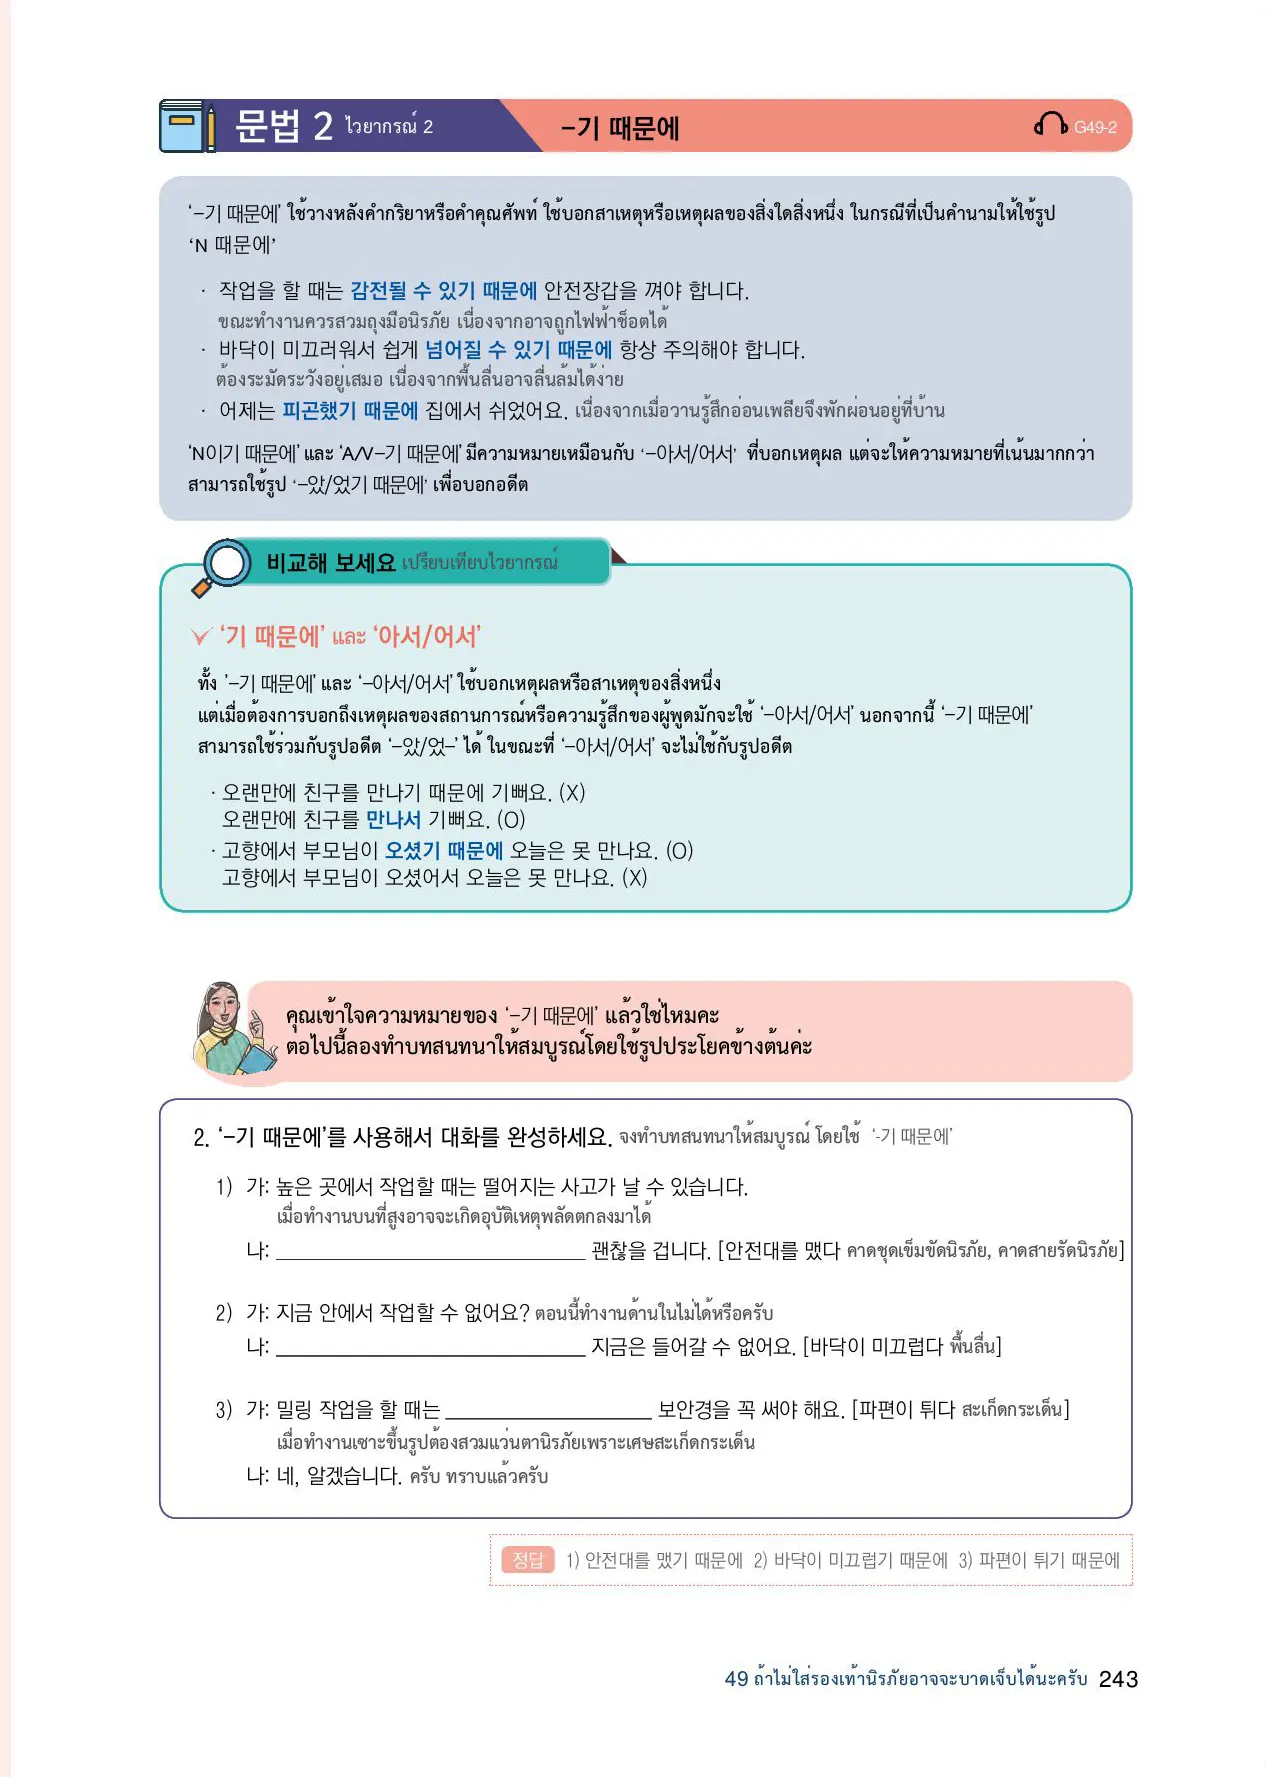 문법 2 ไวยากรณ์ 2 -기 때문에 G49-2
‘-기 때문에’ ใช้วางหลังคำกริยาหรือคำคุณศัพท์ ใช้บอกสาเหตุหรือเหตุผลของสิ่งใดสิ่งหนึ่ง ในกรณีที่เป็นคำนามให้ใช้รูป
‘N 때문에’
· 작업을 할 때는 감전될 수 있기 때문에 안전장갑을 껴야 합니다.
ขณะทำงานควรสวมถุงมือนิรภัย เนื่องจากอาจถูกไฟฟ้าช็อตได้
· 바닥이 미끄러워서 쉽게 넘어질 수 있기 때문에 항상 주의해야 합니다.
ต้องระมัดระวังอยู่เสมอ เนื่องจากพื้นลื่นอาจลื่นล้มได้ง่าย
· 어제는 피곤했기 때문에 집에서 쉬었어요. เนื่องจากเมื่อวานรู้สึกอ่อนเพลียจึงพักผ่อนอยู่ที่บ้าน
‘N이기 때문에’ และ ‘A/V-기 때문에’ มีความหมายเหมือนกับ ‘-아서/어서’ ที่บอกเหตุผล แต่จะให้ความหมายที่เน้นมากกว่า
สามารถใช้รูป ‘-았/었기 때문에’ เพื่อบอกอดีต
비교해 보세요 เปรียบเทียบไวยากรณ์
‘기 때문에’ และ ‘아서/어서’
ทั้ง ’-기 때문에’ และ ‘-아서/어서’ ใช้บอกเหตุผลหรือสาเหตุของสิ่งหนึ่ง
แต่เมื่อต้องการบอกถึงเหตุผลของสถานการณ์หรือความรู้สึกของผู้พูดมักจะใช้ ‘-아서/어서’ นอกจากนี้ ‘-기 때문에’
สามารถใช้ร่วมกับรูปอดีต ‘-았/었-’ ได้ ในขณะที่ ‘-아서/어서’ จะไม่ใช้กับรูปอดีต
· 오랜만에 친구를 만나기 때문에 기뻐요. (X)
오랜만에 친구를 만나서 기뻐요. (O)
· 고향에서 부모님이 오셨기 때문에 오늘은 못 만나요. (O)
고향에서 부모님이 오셨어서 오늘은 못 만나요. (X)
คุณเข้าใจความหมายของ ‘-기 때문에’ แล้วใช่ไหมคะ
ตอไปนี้ลองทำบทสนทนาให้สมบูรณ์โดยใช้รูปประโยคข้างต้นค่ะ
2. ‘-기 때문에’를 사용해서 대화를 완성하세요. จงทำบทสนทนาให้สมบูรณ์ โดยใช้ ‘-기 때문에’
1) 가: 높은 곳에서 작업할 때는 떨어지는 사고가 날 수 있습니다.
เมื่อทำงานบนที่สูงอาจจะเกิดอุบัติเหตุพลัดตกลงมาได้
나: ______________________________ 괜찮을 겁니다. [안전대를 맸다 คาดชุดเข็มขัดนิรภัย, คาดสายรัดนิรภัย]
2) 가: 지금 안에서 작업할 수 없어요? ตอนนี้ทำงานด้านในไม่ได้หรือครับ
나: ______________________________ 지금은 들어갈 수 없어요. [바닥이 미끄럽다 พื้นลื่น]
3) 가: 밀링 작업을 할 때는 ____________________ 보안경을 꼭 써야 해요. [파편이 튀다 สะเก็ดกระเด็น]
เมื่อทำงานเซาะขึ้นรูปต้องสวมแว่นตานิรภัยเพราะเศษสะเก็ดกระเด็น
나: 네, 알겠습니다. ครับ ทราบแล้วครับ
정답 1) 안전대를 맸기 때문에 2) 바닥이 미끄럽기 때문에 3) 파편이 튀기 때문에
49 ถ้าไม่ใส่รองเท้านิรภัยอาจจะบาดเจ็บได้นะครับ 243